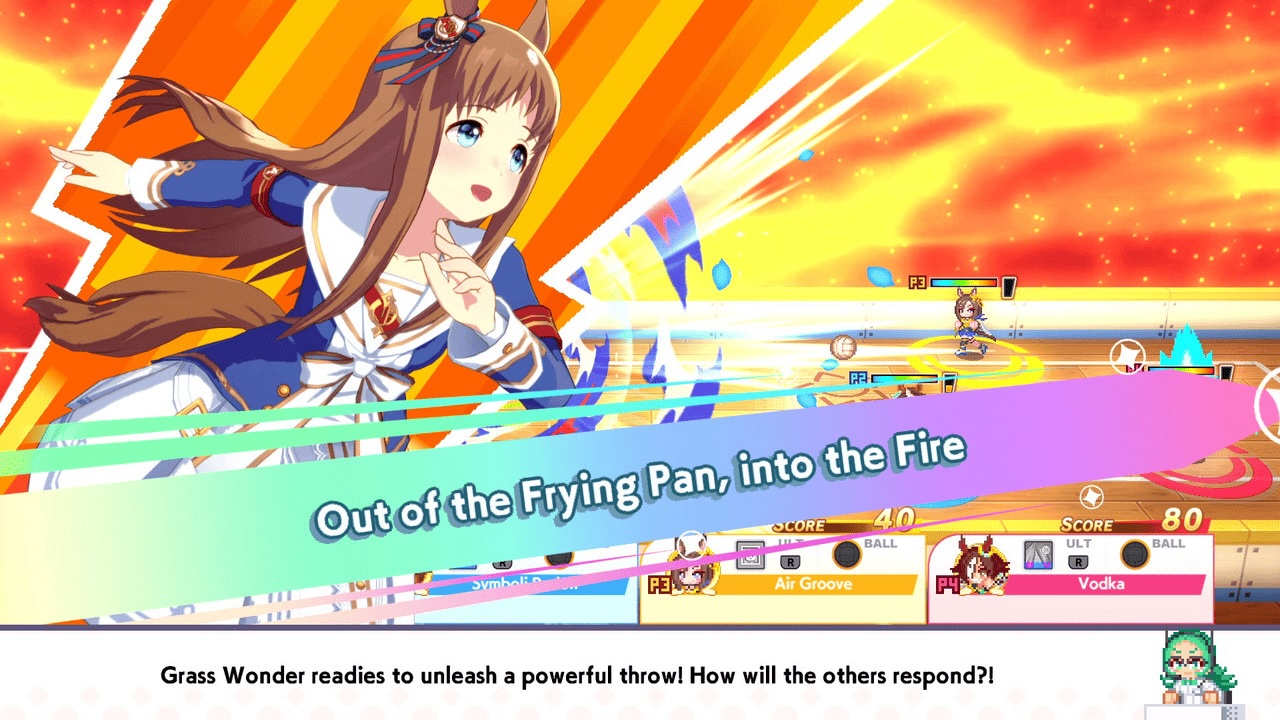 P3
P2
Out of the Frying Pan, into the Fire
SCORE 40
SCORE 80
ULT
BALL
ULT
BALL
R
R
R
Symboli
P3
Air Groove
P4
Vodka
Grass Wonder readies to unleash a powerful throw! How will the others respond?!